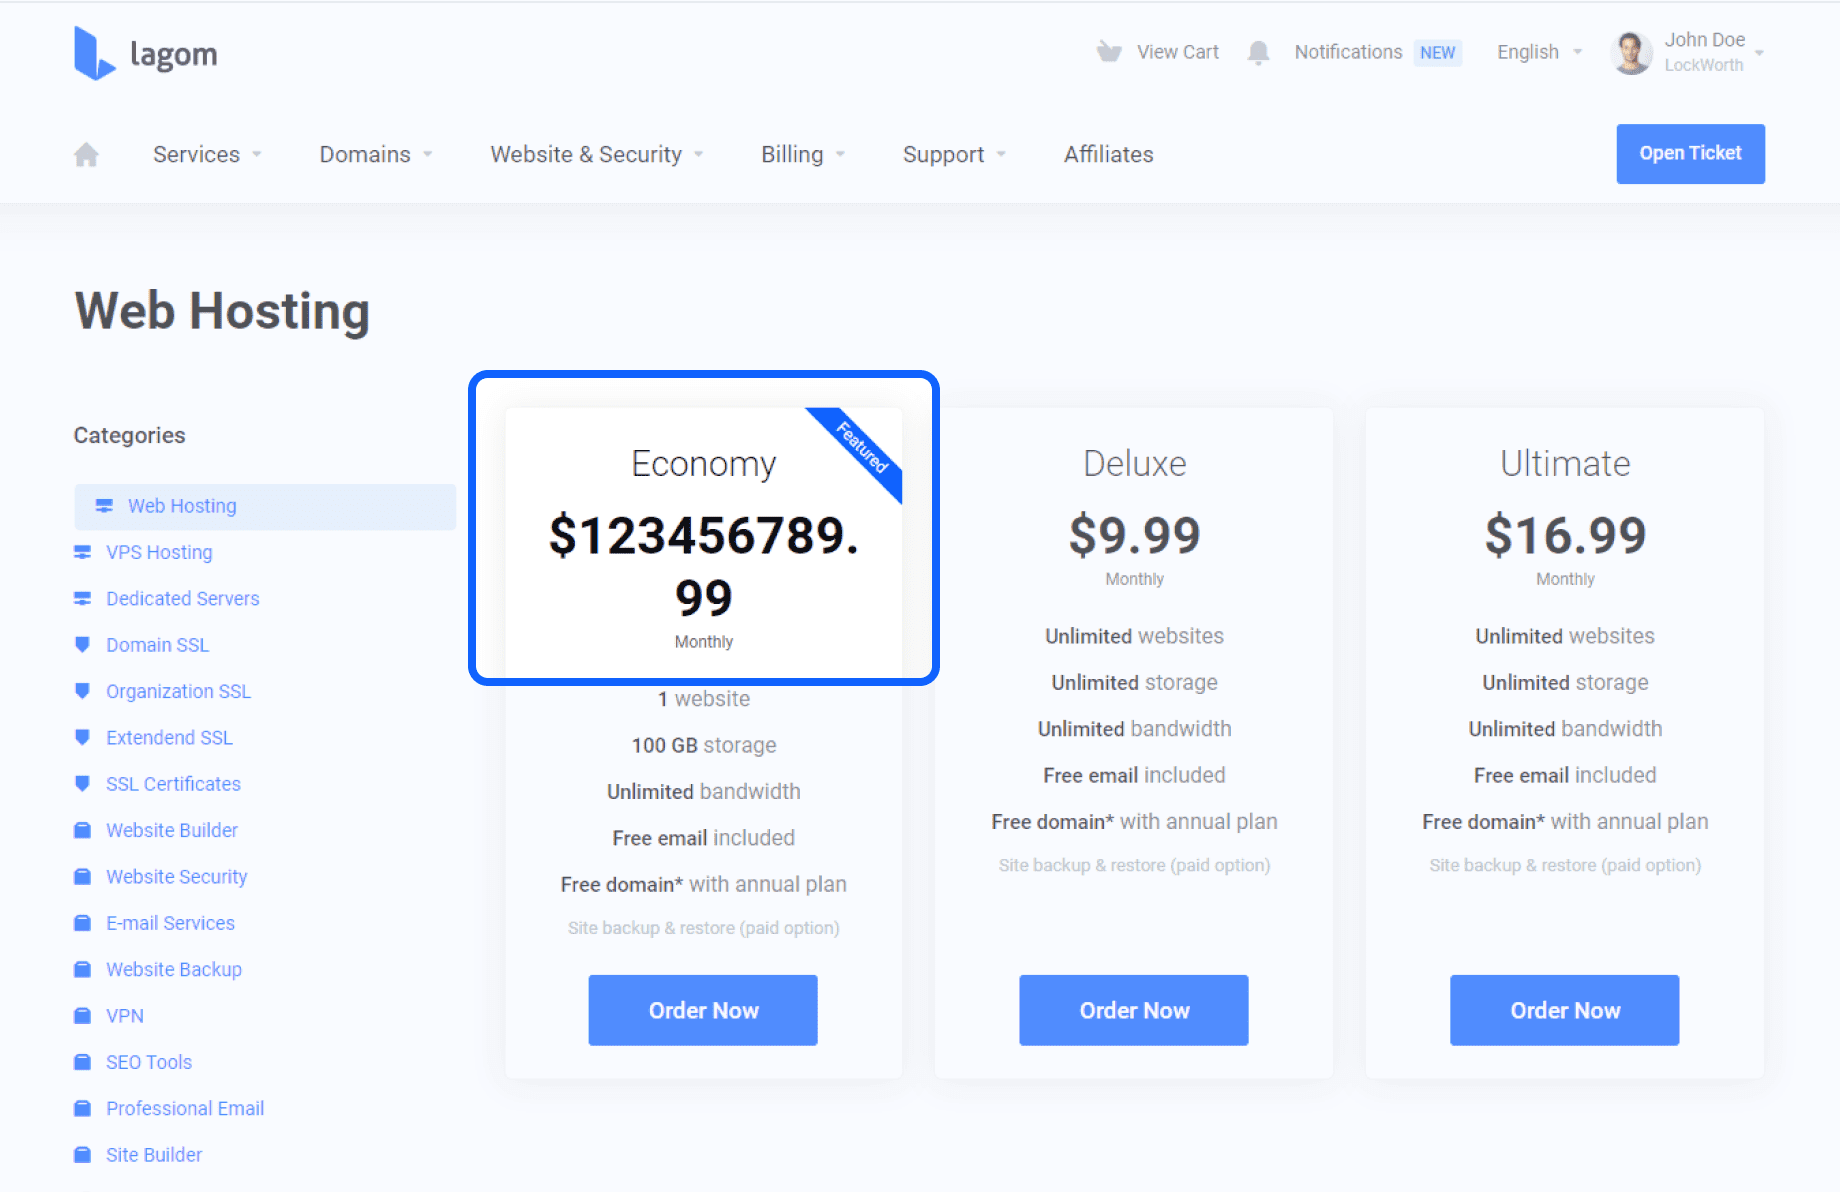 lagom
View Cart
Notifications NEW
English
John Doe
LockWorth
Services
Domains
Website & Security
Billing
Support
Affiliates
Open Ticket
Web Hosting
Categories
Web Hosting
VPS Hosting
Dedicated Servers
Domain SSL
Organization SSL
Extendend SSL
SSL Certificates
Website Builder
Website Security
E-mail Services
Website Backup
VPN
SEO Tools
Professional Email
Site Builder
Featured
Economy
$123456789.
99
Monthly
1 website
100 GB storage
Unlimited bandwidth
Free email included
Free domain* with annual plan
Site backup & restore (paid option)
Order Now
Deluxe
$9.99
Monthly
Unlimited websites
Unlimited storage
Unlimited bandwidth
Free email included
Free domain* with annual plan
Site backup & restore (paid option)
Order Now
Ultimate
$16.99
Monthly
Unlimited websites
Unlimited storage
Unlimited bandwidth
Free email included
Free domain* with annual plan
Site backup & restore (paid option)
Order Now